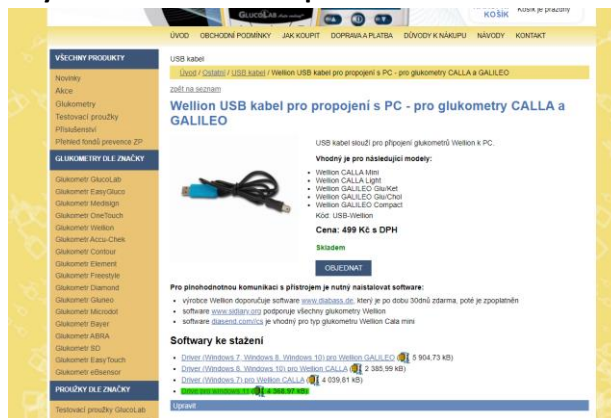 GLUCOLAB
KOŠÍK
Košík je prázdný
ÚVOD OBCHODNÍ PODMÍNKY JAK KOUPIT DOPRAVA A PLATBA DŮVODY K NÁKUPU NÁVODY KONTAKT
VŠECHNY PRODUKTY
Novinky
Akce
Glukometry
Testovací proužky
Příslušenství
Přehled fondů prevence ZP
GLUKOMETRY DLE ZNAČKY
Glukometr GlucoLab
Glukometr EasyGluco
Glukometr Medisign
Glukometr OneTouch
Glukometr Wellion
Glukometr Accu-Chek
Glukometr Contour
Glukometr Element
Glukometr Freestyle
Glukometr Diamond
Glukometr Gluneo
Glukometr Microdot
Glukometr Bayer
Glukometr ABRA
Glukometr SD
Glukometr EasyTouch
Glukometr eBsensor
PROUŽKY DLE ZNAČKY
Testovací proužky GlucoLab
USB kabel
Úvod / Ostatní / USB kabel / Wellion USB kabel pro propojení s PC - pro glukometry CALLA a GALILEO
zpět na seznam
Wellion USB kabel pro propojení s PC - pro glukometry CALLA a
GALILEO
USB kabel slouží pro připojení glukometrů Wellion k PC.
Vhodný je pro následující modely:
• Wellion CALLA Mini
• Wellion CALLA Light
• Wellion GALILEO Glu/Ket
• Wellion GALILEO Glu/Chol
• Wellion GALILEO Compact
Kód: USB-Wellion
Cena: 499 Kč s DPH
Skladem
OBJEDNAT
Pro plnohodnotnou komunikaci s přístrojem je nutný naistalovat software:
• výrobce Wellion doporučuje software www.diabass.de, který je po dobu 30dnů zdarma, poté je zpoplatněn
• software www.sidiary.org podporuje všechny glukometry Wellion
• software diasend.com/cs je vhodný pro typ glukometru Wellion Cala mini
Softwary ke stažení
• Driver (Windows 7, Windows 8, Windows 10) pro Wellion GALILEO ( 5 904,73 kB)
• Driver (Windows 8, Windows 10) pro Wellion CALLA ( 2 385,99 kB)
• Driver (Windows 7) pro Wellion CALLA ( 4 039,81 kB)
• Drive pro windows 11 ( 4 368,97 kB)
Upravit